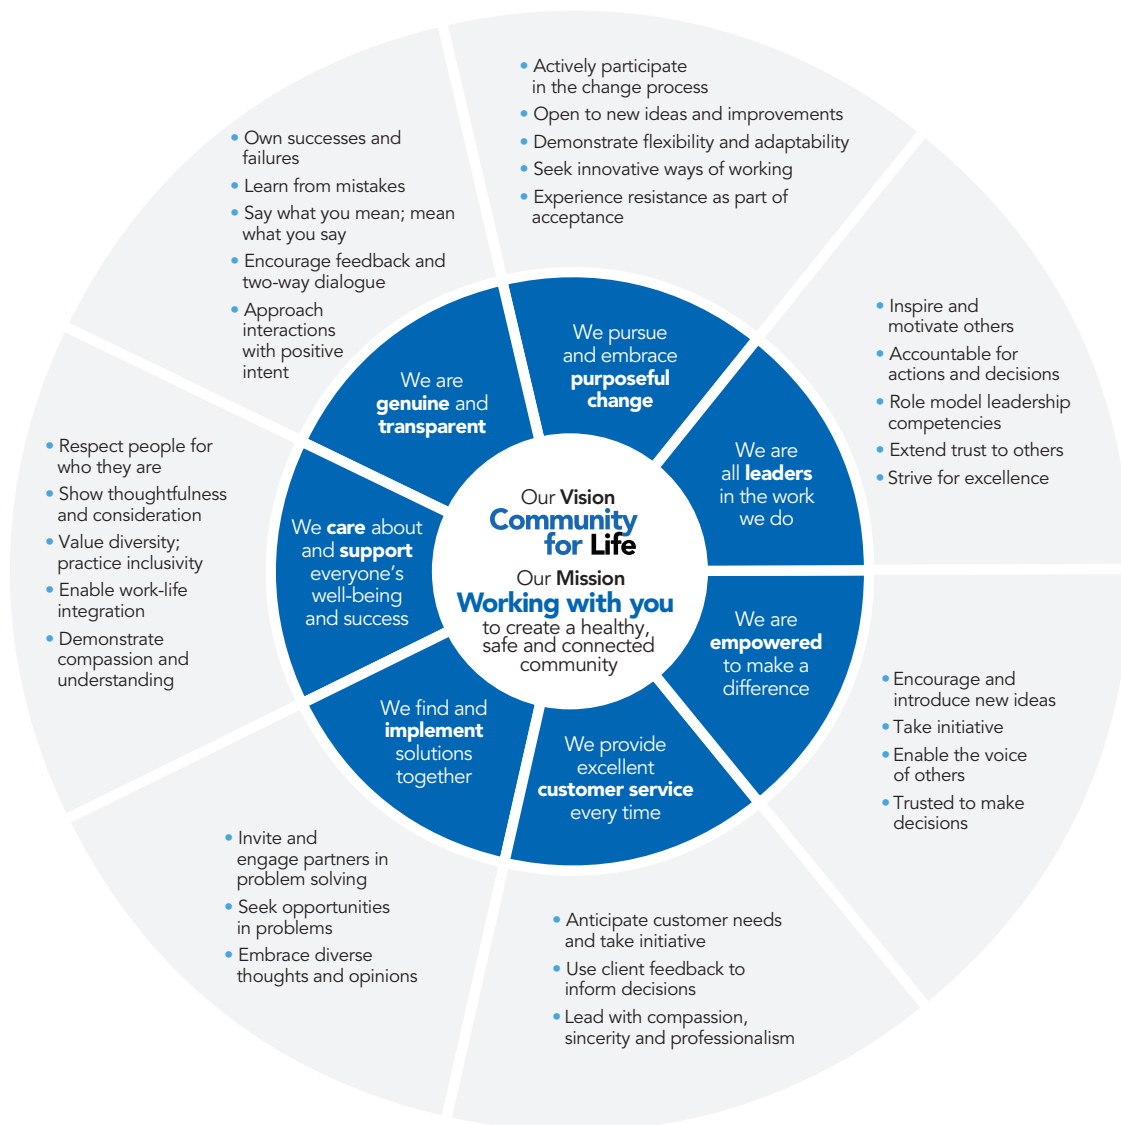 Our Vision
Community
for Life
Our Mission
Working with you
to create a healthy,
safe and connected
community
We pursue
and embrace
purposeful
change
• Actively participate
in the change process
• Open to new ideas and improvements
• Demonstrate flexibility and adaptability
• Seek innovative ways of working
• Experience resistance as part of
acceptance
We are
all leaders
in the work
we do
• Inspire and
motivate others
• Accountable for
actions and decisions
• Role model leadership
competencies
• Extend trust to others
• Strive for excellence
We are
empowered
to make a
difference
• Encourage and
introduce new ideas
• Take initiative
• Enable the voice
of others
• Trusted to make
decisions
We provide
excellent
customer service
every time
• Anticipate customer needs
and take initiative
• Use client feedback to
inform decisions
• Lead with compassion,
sincerity and professionalism
We find and
implement
solutions
together
• Invite and
engage partners in
problem solving
• Seek opportunities
in problems
• Embrace diverse
thoughts and opinions
We care about
and support
everyone’s
well-being
and success
• Respect people for
who they are
• Show thoughtfulness
and consideration
• Value diversity;
practice inclusivity
• Enable work-life
integration
• Demonstrate
compassion and
understanding
We are
genuine and
transparent
• Own successes and
failures
• Learn from mistakes
• Say what you mean; mean
what you say
• Encourage feedback and
two-way dialogue
• Approach
interactions
with positive
intent